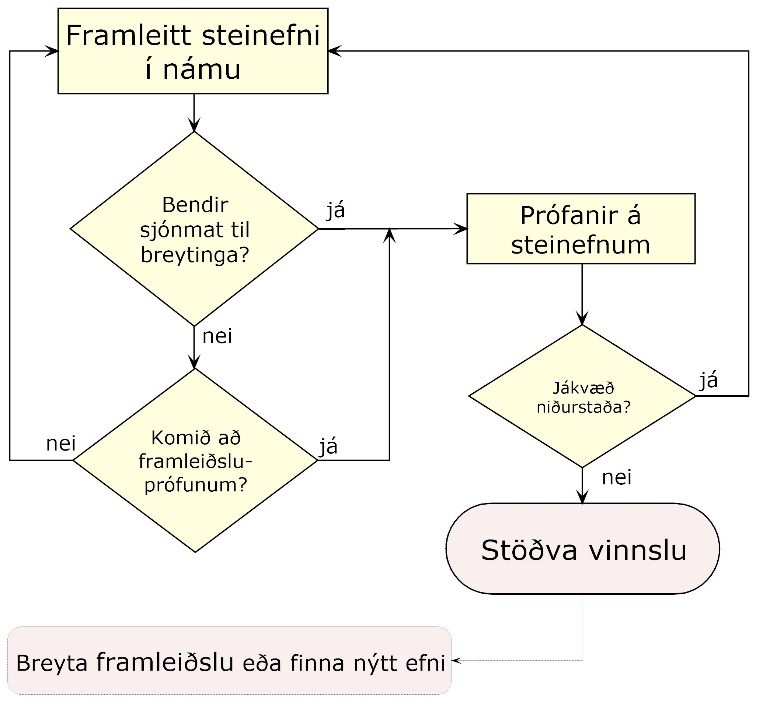 Framleitt steinefni
í námu
Bendir
sjónmat til
breytinga?
já
nei
Komið að
framleiðslu-
prófunum?
nei
já
Prófanir á
steinefnum
Jákvæð
niðurstaða?
já
nei
Stöðva vinnslu
Breyta framleiðslu eða finna nýtt efni